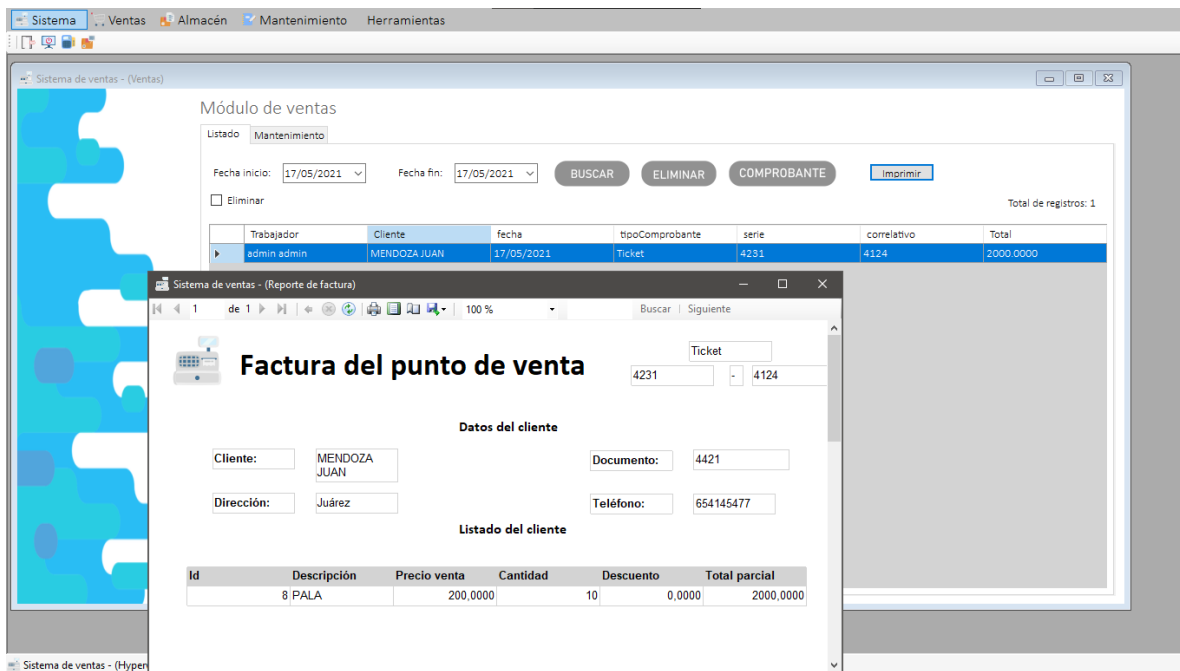 Sistema Ventas Almacén Mantenimiento Herramientas
Sistema de ventas - (Ventas)
Módulo de ventas
Listado Mantenimiento
Fecha inicio: 17/05/2021 Fecha fin: 17/05/2021 BUSCAR ELIMINAR COMPROBANTE Imprimir
Eliminar Total de registros: 1
Trabajador Cliente fecha tipoComprobante serie correlativo Total
admin admin MENDOZA JUAN 17/05/2021 Ticket 4231 4124 2000.0000
Sistema de ventas - (Reporte de factura)
1 de 1 100 % Buscar | Siguiente
Factura del punto de venta
Ticket
4231 - 4124
Datos del cliente
Cliente: MENDOZA JUAN Documento: 4421
Dirección: Juárez Teléfono: 654145477
Listado del cliente
Id Descripción Precio venta Cantidad Descuento Total parcial
8 PALA 200,0000 10 0,0000 2000,0000
Sistema de ventas - (Hyper